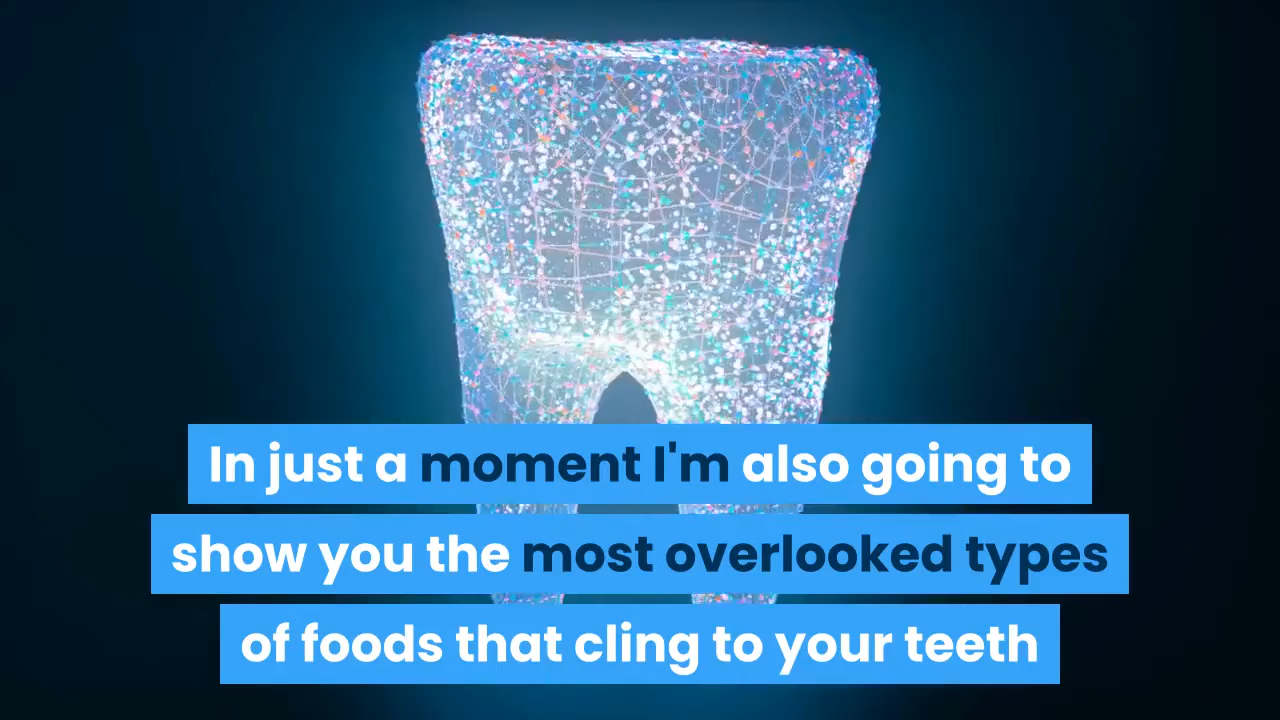 In just a moment I'm also going to
show you the most overlooked types
of foods that cling to your teeth